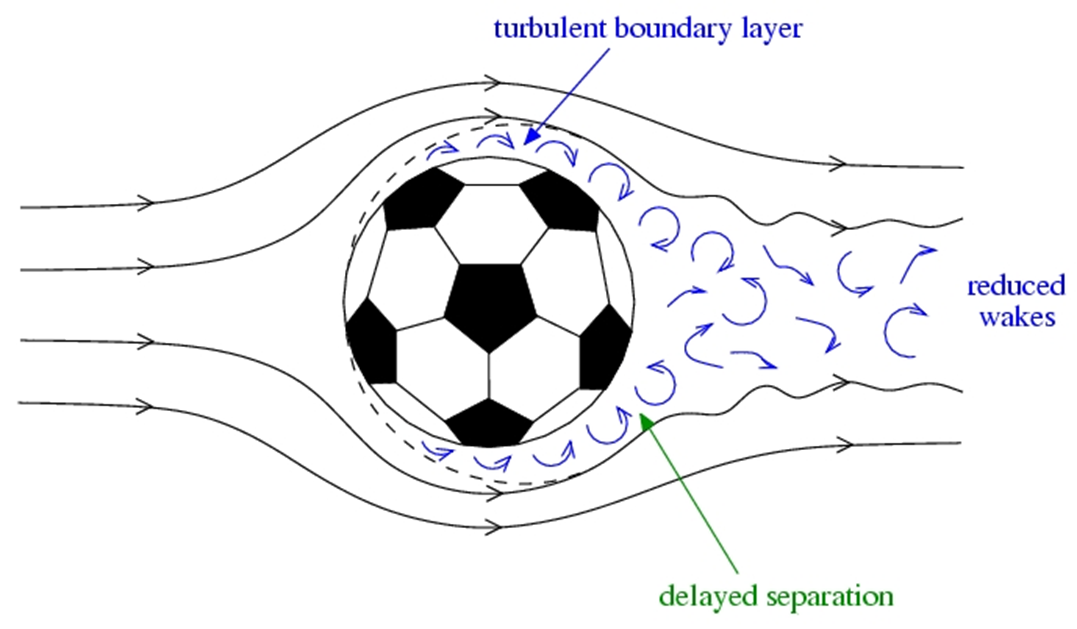 turbulent boundary layer
reduced
wakes
delayed separation